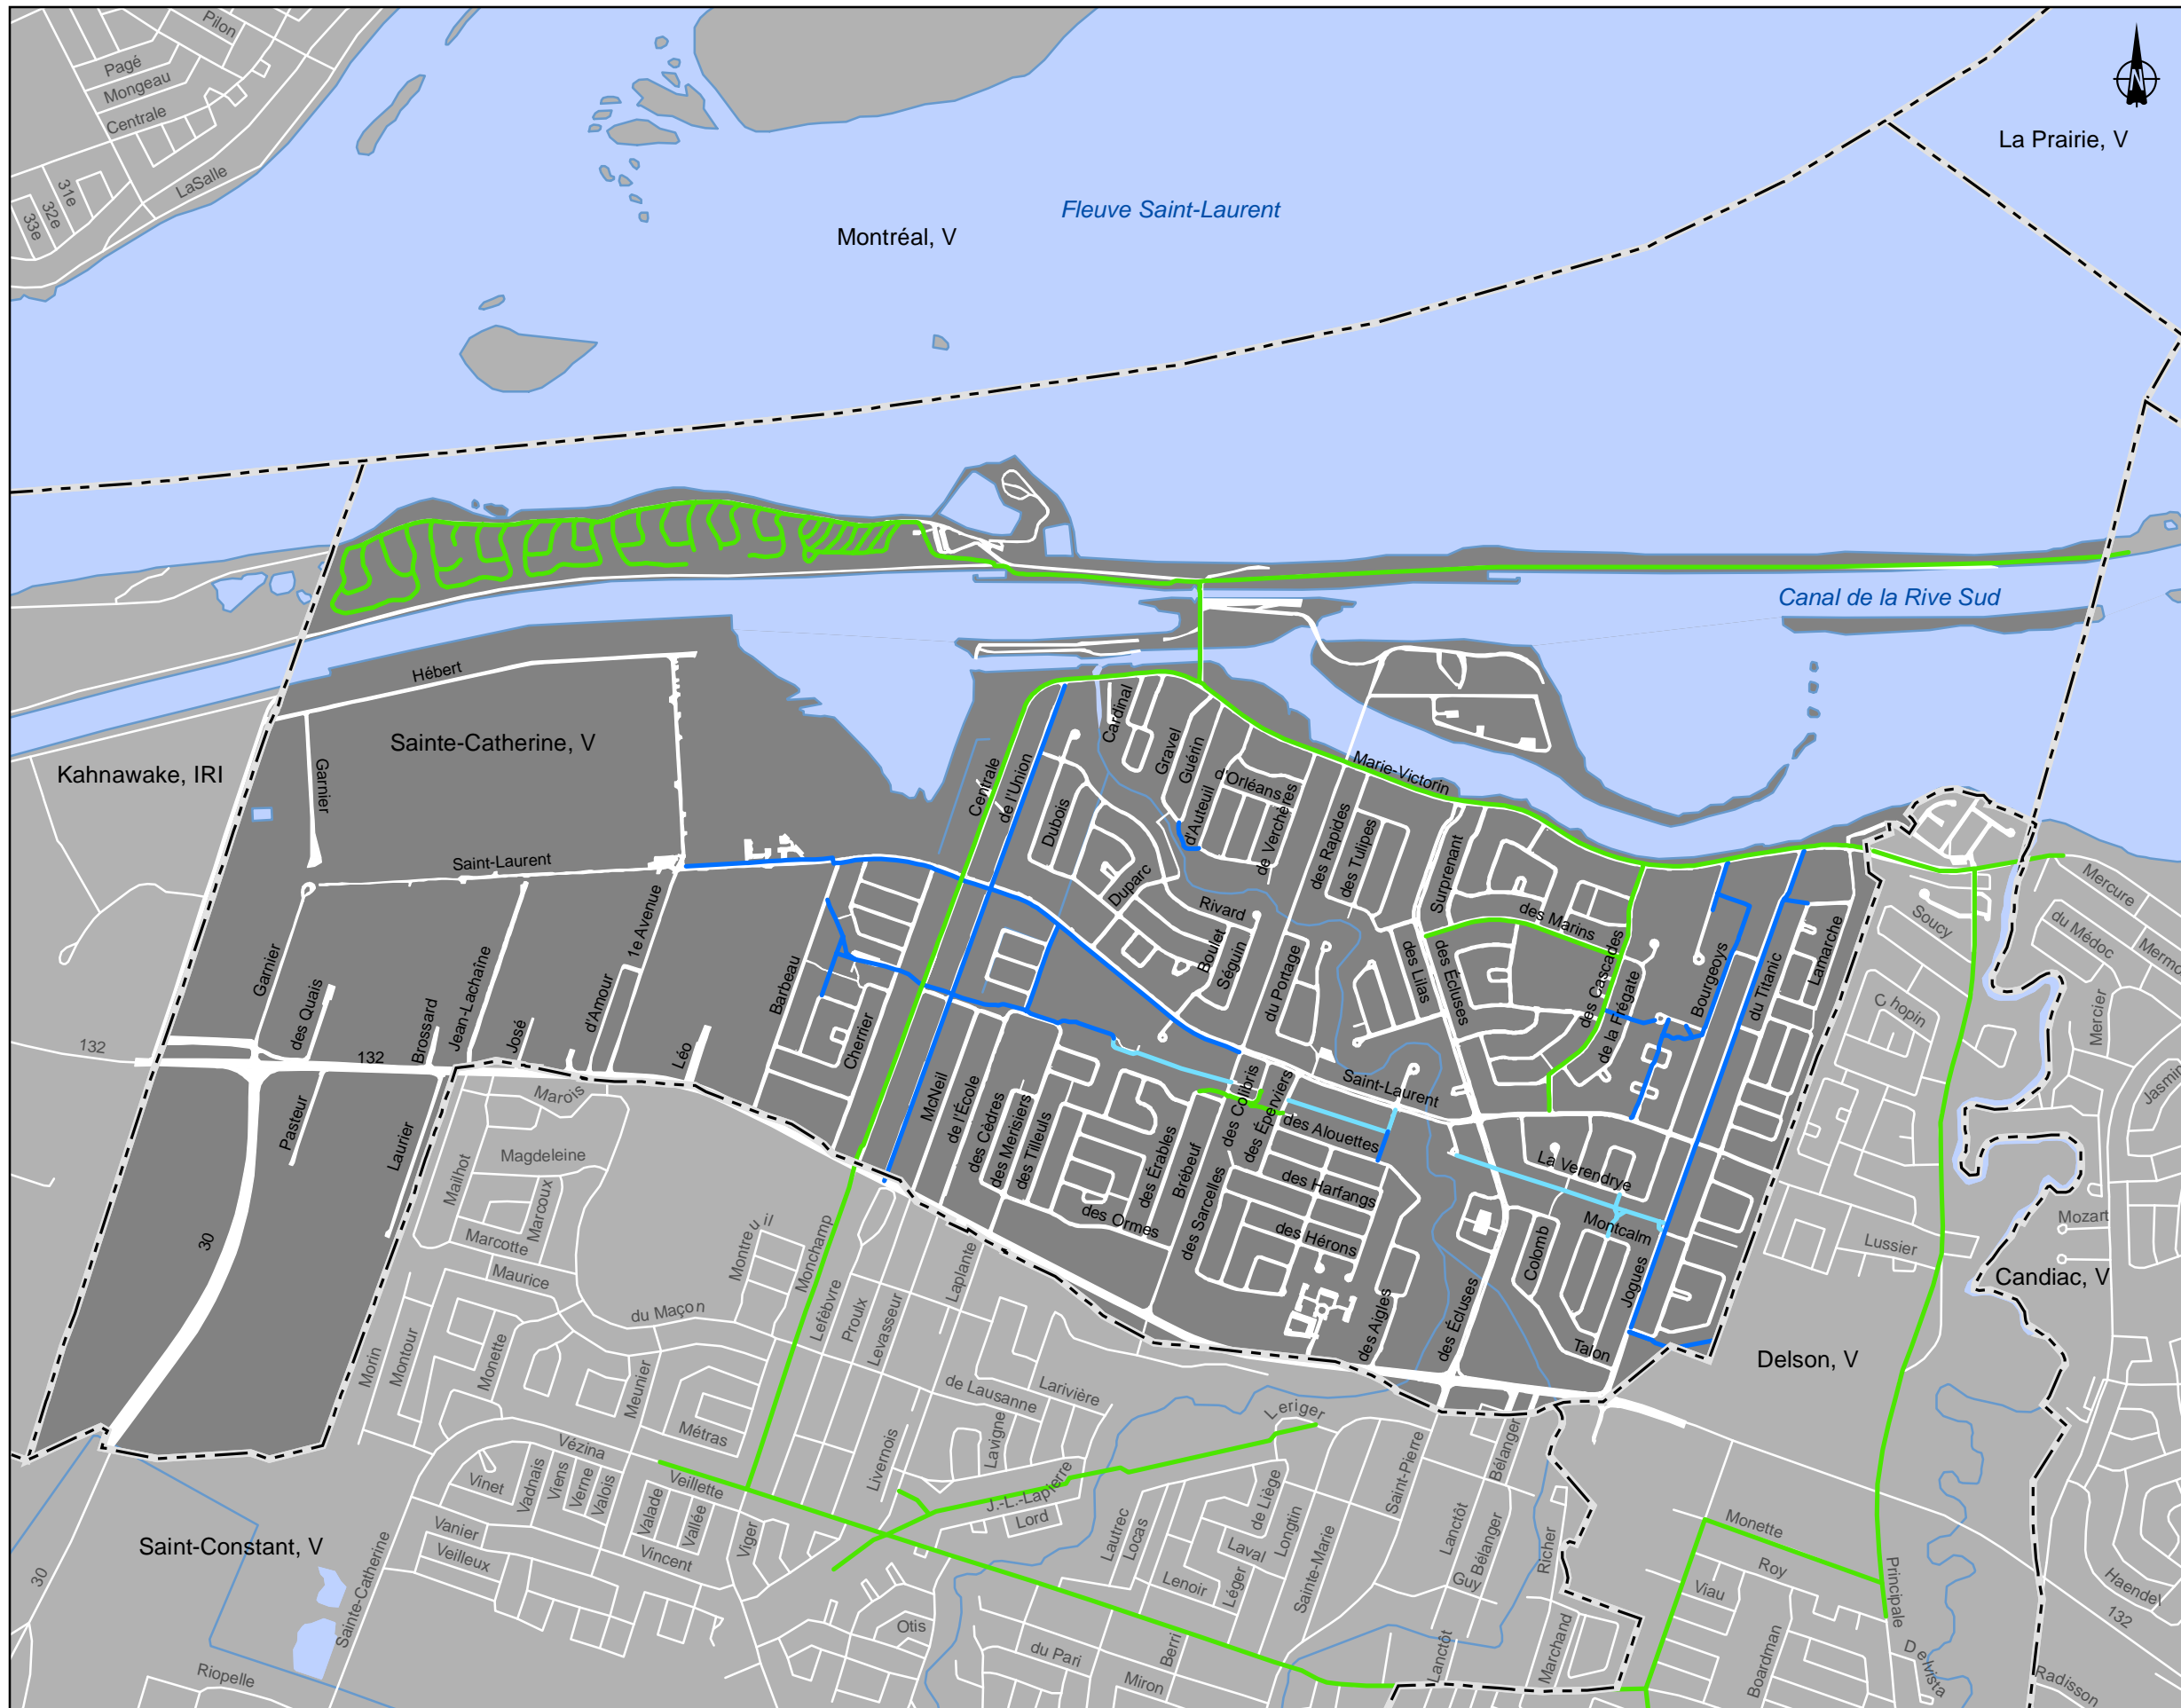 Pilon
Pagé
Mongeau
Centrale
LaSalle
31e
32e
33e
N
La Prairie, V
Fleuve Saint-Laurent
Montréal, V
Canal de la Rive Sud
Hébert
Sainte-Catherine, V
Kahnawake, IRI
Garnier
Saint-Laurent
Centrale
de l'Union
Cardinal
Gravel
Guérin
d'Orléans
d'Auteuil
de Verchères
Marie-Victorin
des Rapides
des Tulipes
Surprenant
Dubois
Duparc
Rivard
Boulet
Séguin
du Portage
des Lilas
des Écluses
des Marins
des Cascades
de la Frégate
Bourgeoys
du Titanic
Lamarche
Soucy
Mercure
du Médoc
Mermo
Mercier
Jasmin
Chopin
Garnier
des Quais
132
132
Brossard
Jean-Lachaîne
José
d'Amour
1e Avenue
Léo
Barbeau
Cherrier
McNeil
de l'École
des Cèdres
des Merisiers
des Tilleuls
des Érables
des Ormes
Brébeuf
des Sarcelles
des Colibris
des Éperviers
Saint-Laurent
des Alouettes
des Harfangs
des Hérons
des Aigles
des Écluses
La Verendrye
Montcalm
Colomb
Jogues
Talon
Pasteur
Laurier
30
Marois
Mailhot
Magdeleine
Marcoux
Marcotte
Maurice
Montreuil
Monchamp
du Maçon
Lefebvre
Proulx
Levasseur
Laplante
Morin
Montour
Monette
Meunier
Métras
de Lausanne
Larivière
Lavigne
Livernois
Leriger
J.-L.-Lapierre
Lord
Vézina
Vinet
Vadnais
Viens
Verne
Valois
Veillette
Valade
Vallée
Vincent
Viger
Vanier
Veilleux
Saint-Constant, V
30
Sainte-Catherine
Riopelle
Otis
Lautrec
Locas
de Liège
Laval
Longtin
Lenoir
Léger
Sainte-Marie
Saint-Pierre
Bélanger
Lanctôt
Bélanger
Guy
Richer
du Pari
Berri
Miron
Lanctôt
Marchand
Delson, V
Lussier
Mozart
Candiac, V
Monette
Roy
Viau
Principale
Boardman
Delvista
Haendel
132
Radisson